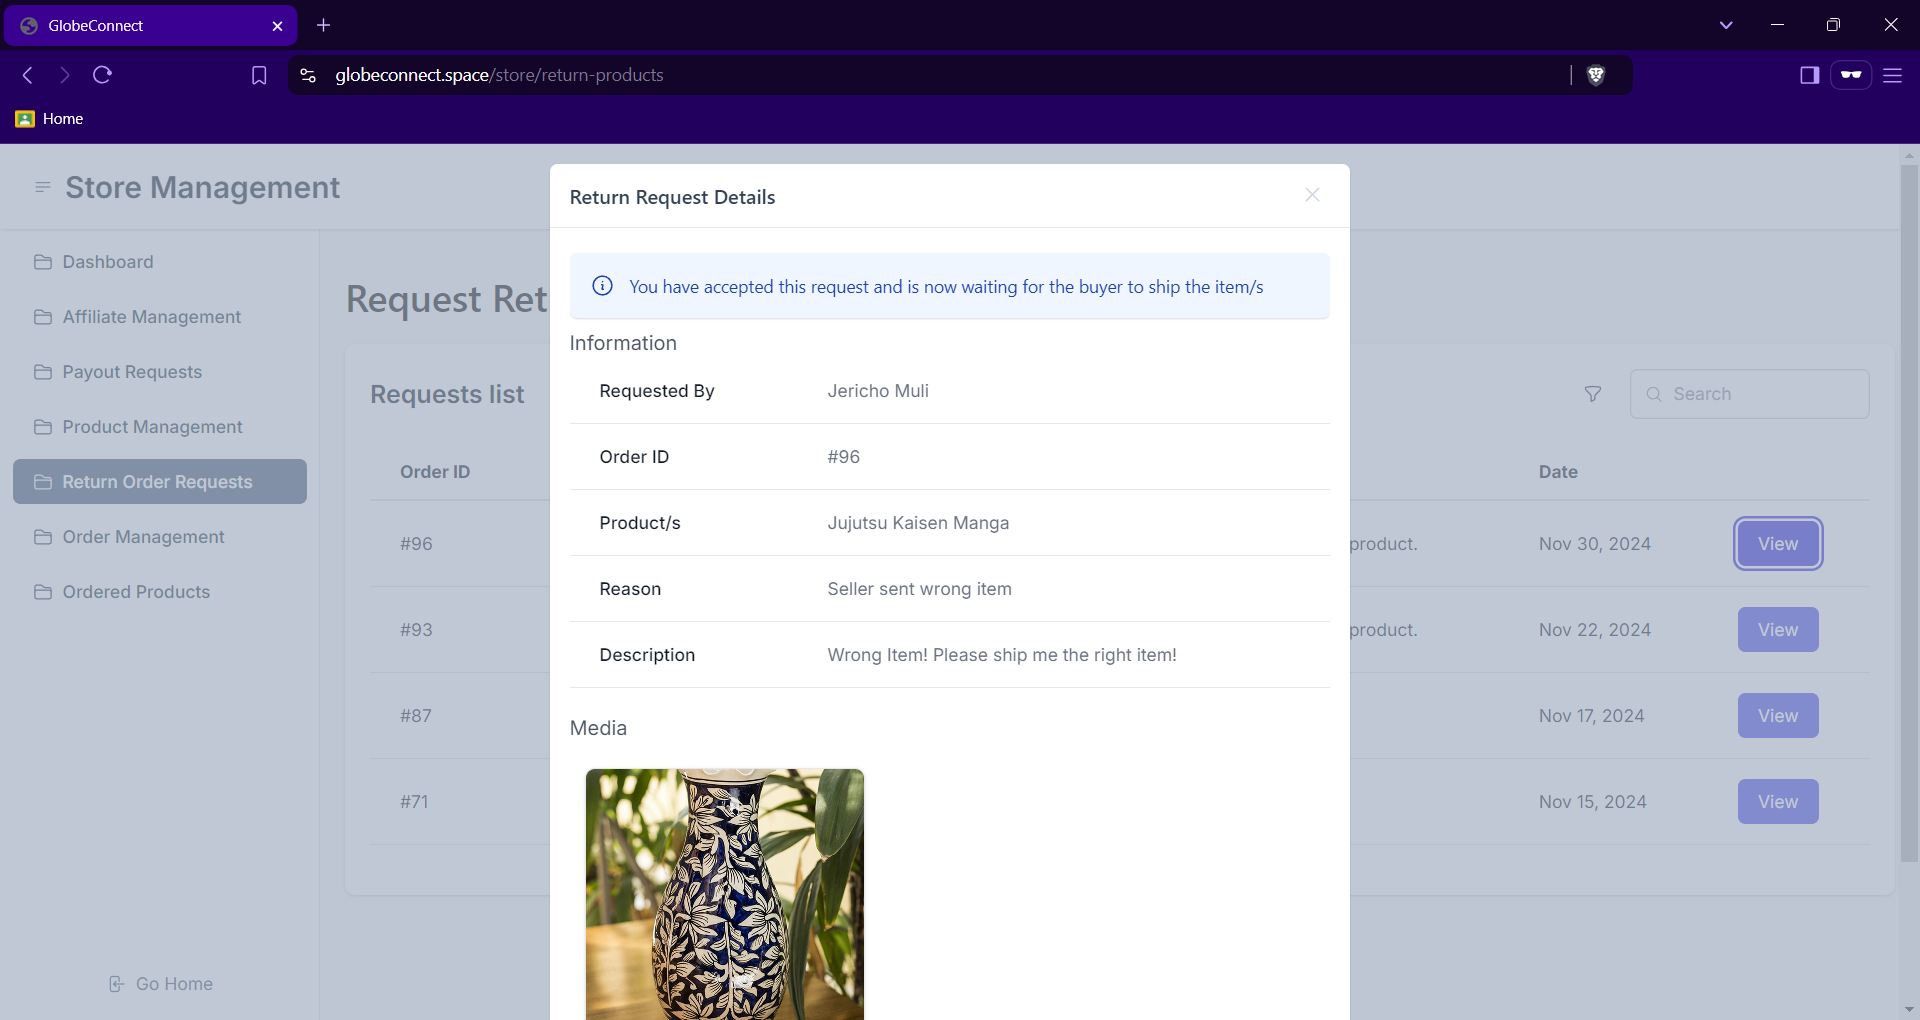 GlobeConnect
globeconnect.space/store/return-products
Home
Store Management
Dashboard
Affiliate Management
Payout Requests
Product Management
Return Order Requests
Order Management
Ordered Products
Go Home
Request Ret
Requests list
Search
Order ID
Date
#96
product.
Nov 30, 2024
View
#93
product.
Nov 22, 2024
View
#87
Nov 17, 2024
View
#71
Nov 15, 2024
View
Return Request Details
You have accepted this request and is now waiting for the buyer to ship the item/s
Information
Requested By Jericho Muli
Order ID #96
Product/s Jujutsu Kaisen Manga
Reason Seller sent wrong item
Description Wrong Item! Please ship me the right item!
Media